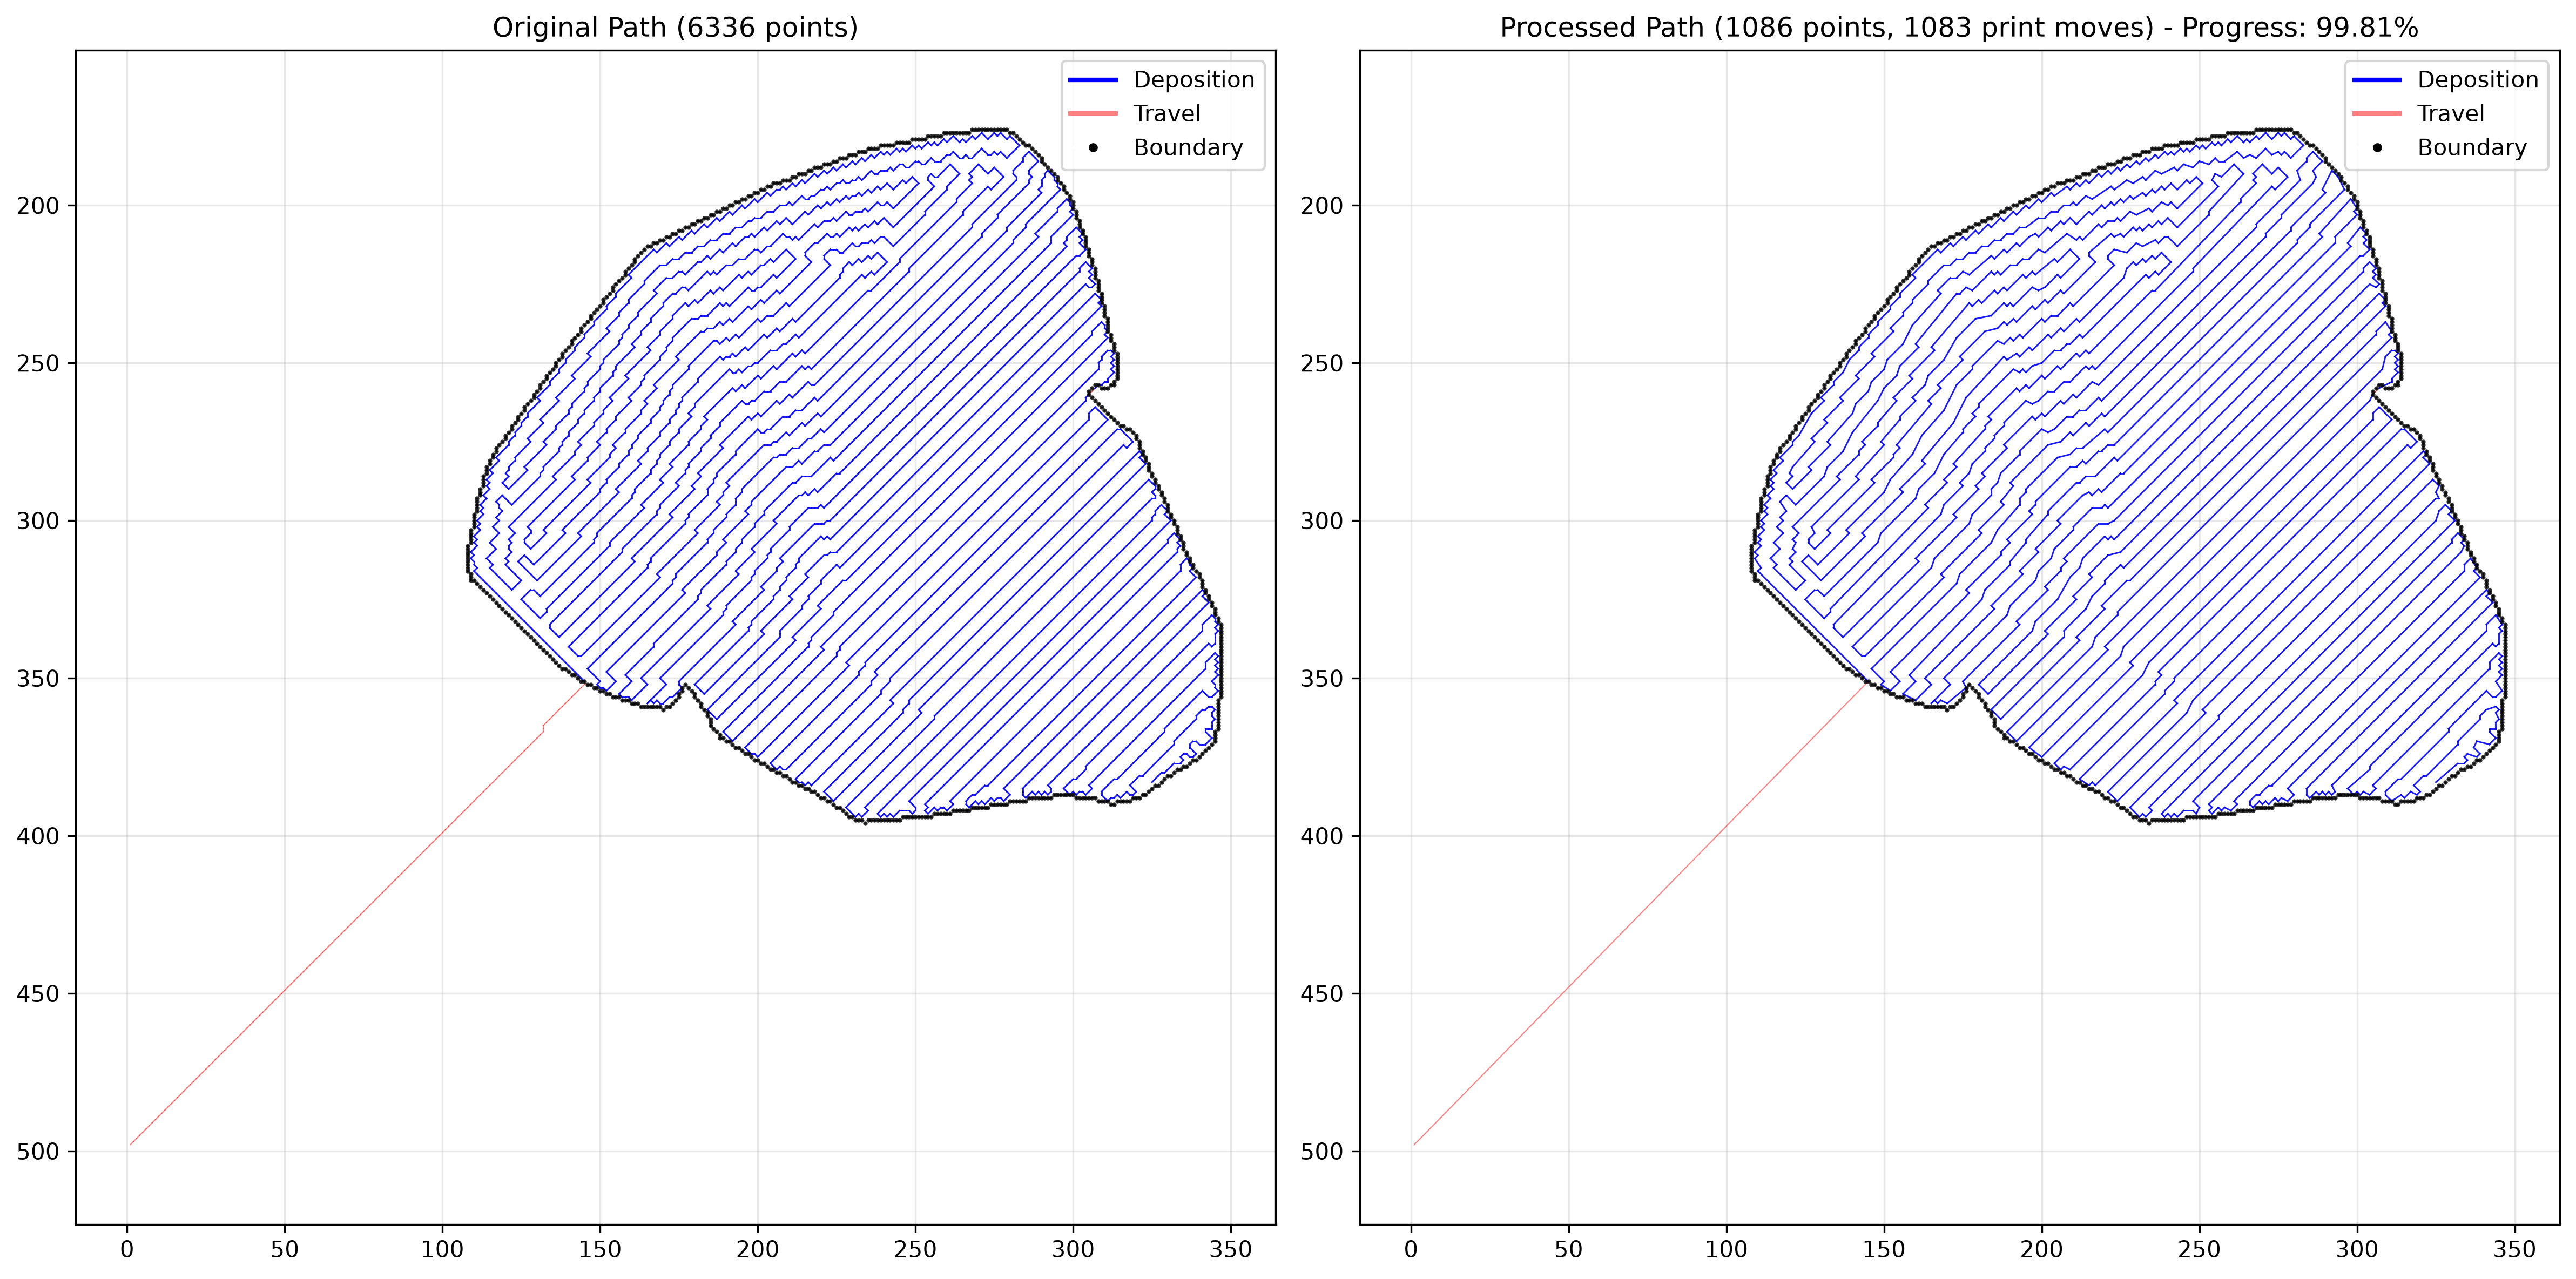 Original Path (6336 points)
Deposition
Travel
Boundary
200
250
300
350
400
450
500
0 50 100 150 200 250 300 350
Processed Path (1086 points, 1083 print moves) - Progress: 99.81%
Deposition
Travel
Boundary
200
250
300
350
400
450
500
0 50 100 150 200 250 300 350